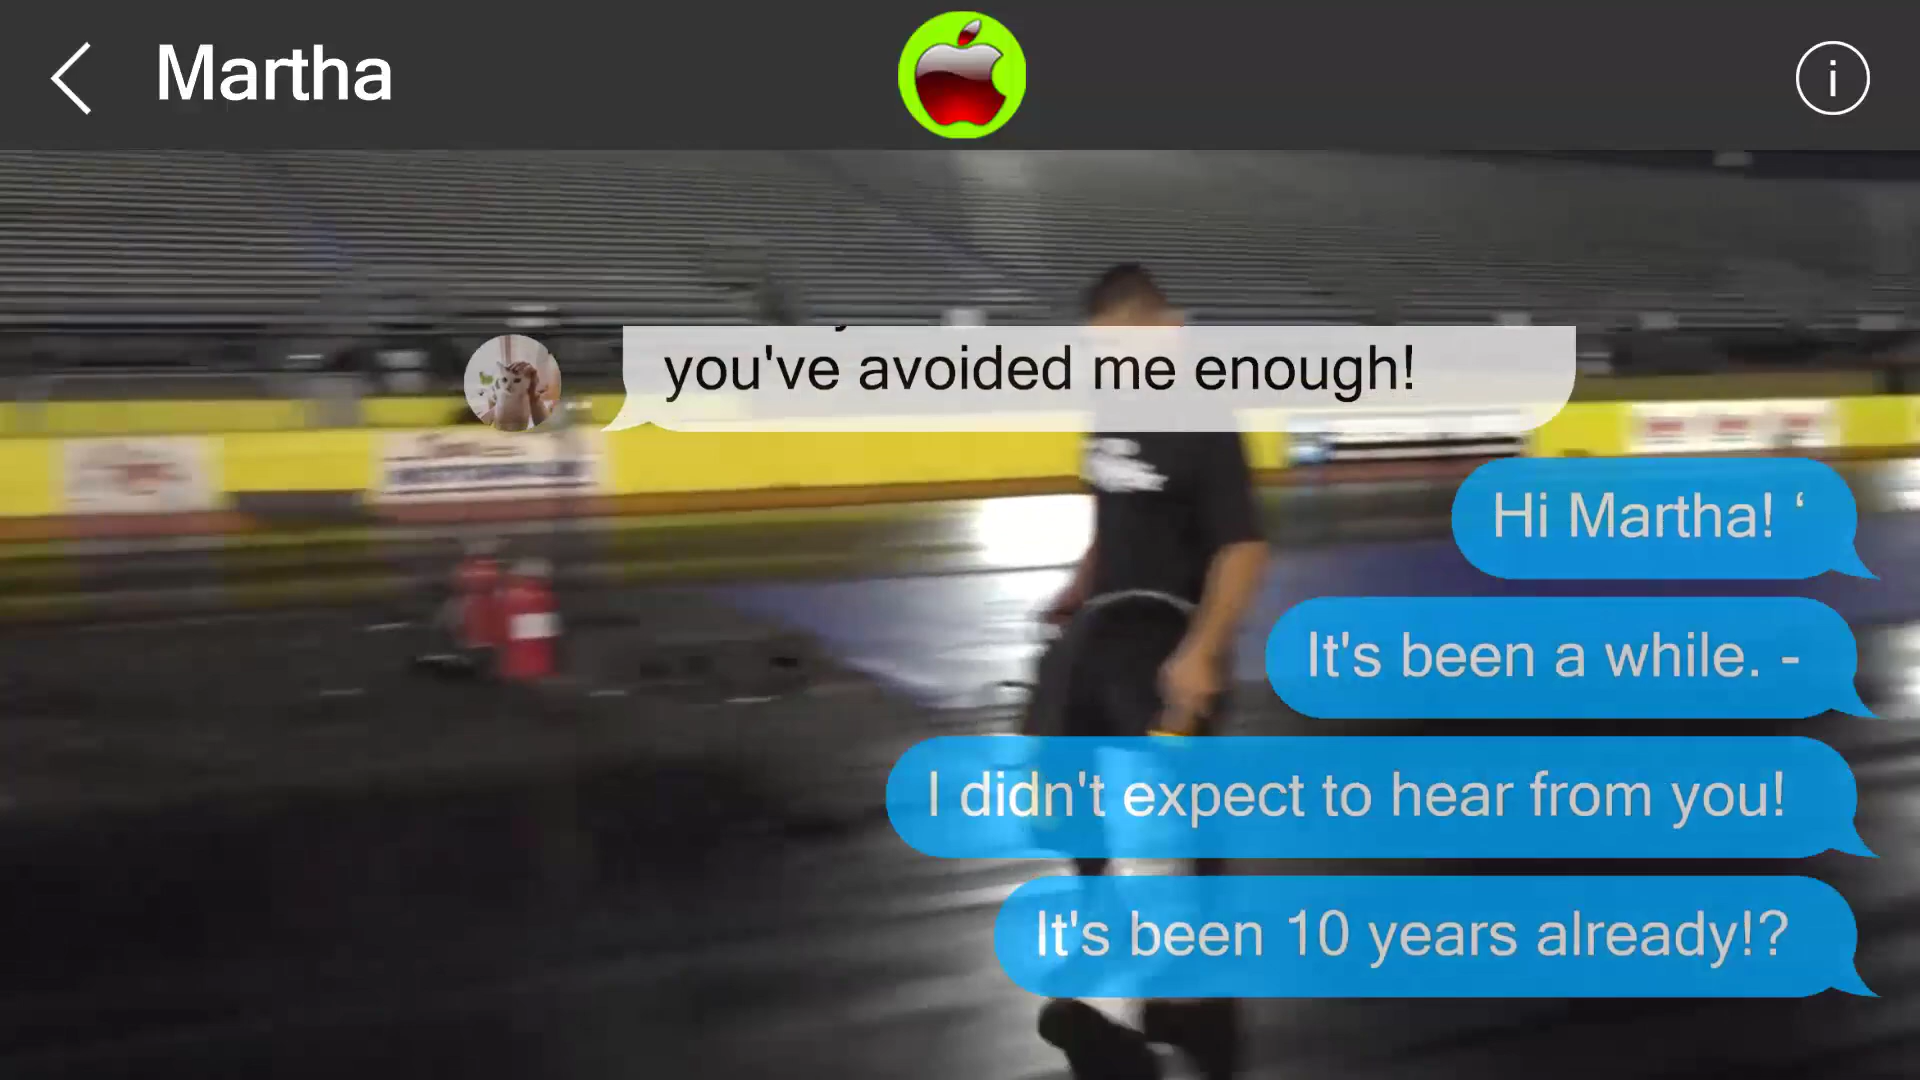 Martha
i
you've avoided me enough!
Hi Martha! ‘
It's been a while. -
I didn't expect to hear from you!
It's been 10 years already!?